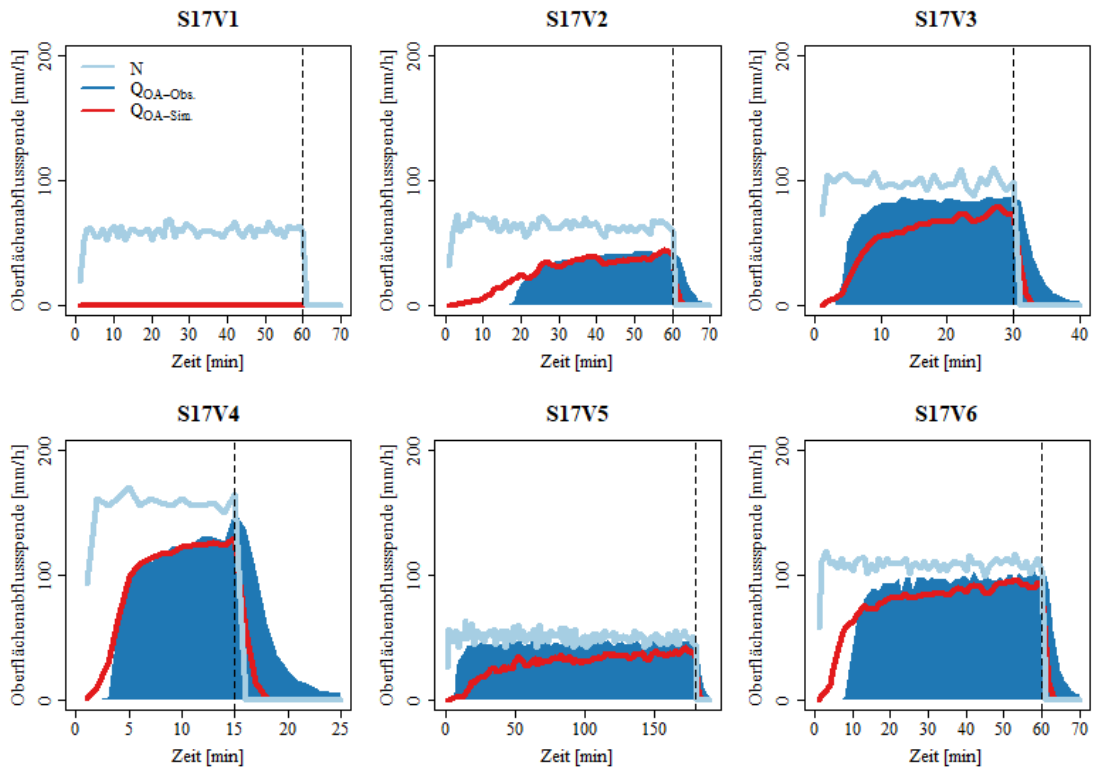 S17V1
Oberflächenabflussspende [mm/h]
200
100
0
N
Q_OA–Obs.
Q_OA–Sim.
0 10 20 30 40 50 60 70
Zeit [min]
S17V2
Oberflächenabflussspende [mm/h]
200
100
0
0 10 20 30 40 50 60 70
Zeit [min]
S17V3
Oberflächenabflussspende [mm/h]
200
100
0
0 10 20 30 40
Zeit [min]
S17V4
Oberflächenabflussspende [mm/h]
200
100
0
0 5 10 15 20 25
Zeit [min]
S17V5
Oberflächenabflussspende [mm/h]
200
100
0
0 50 100 150
Zeit [min]
S17V6
Oberflächenabflussspende [mm/h]
200
100
0
0 10 20 30 40 50 60 70
Zeit [min]